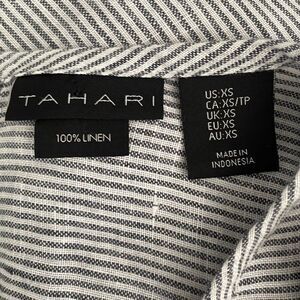 TAHARI
100% LINEN
US:XS
CA:XS/TP
UK:XS
EU:XS
AU:XS
MADE IN
INDONESIA